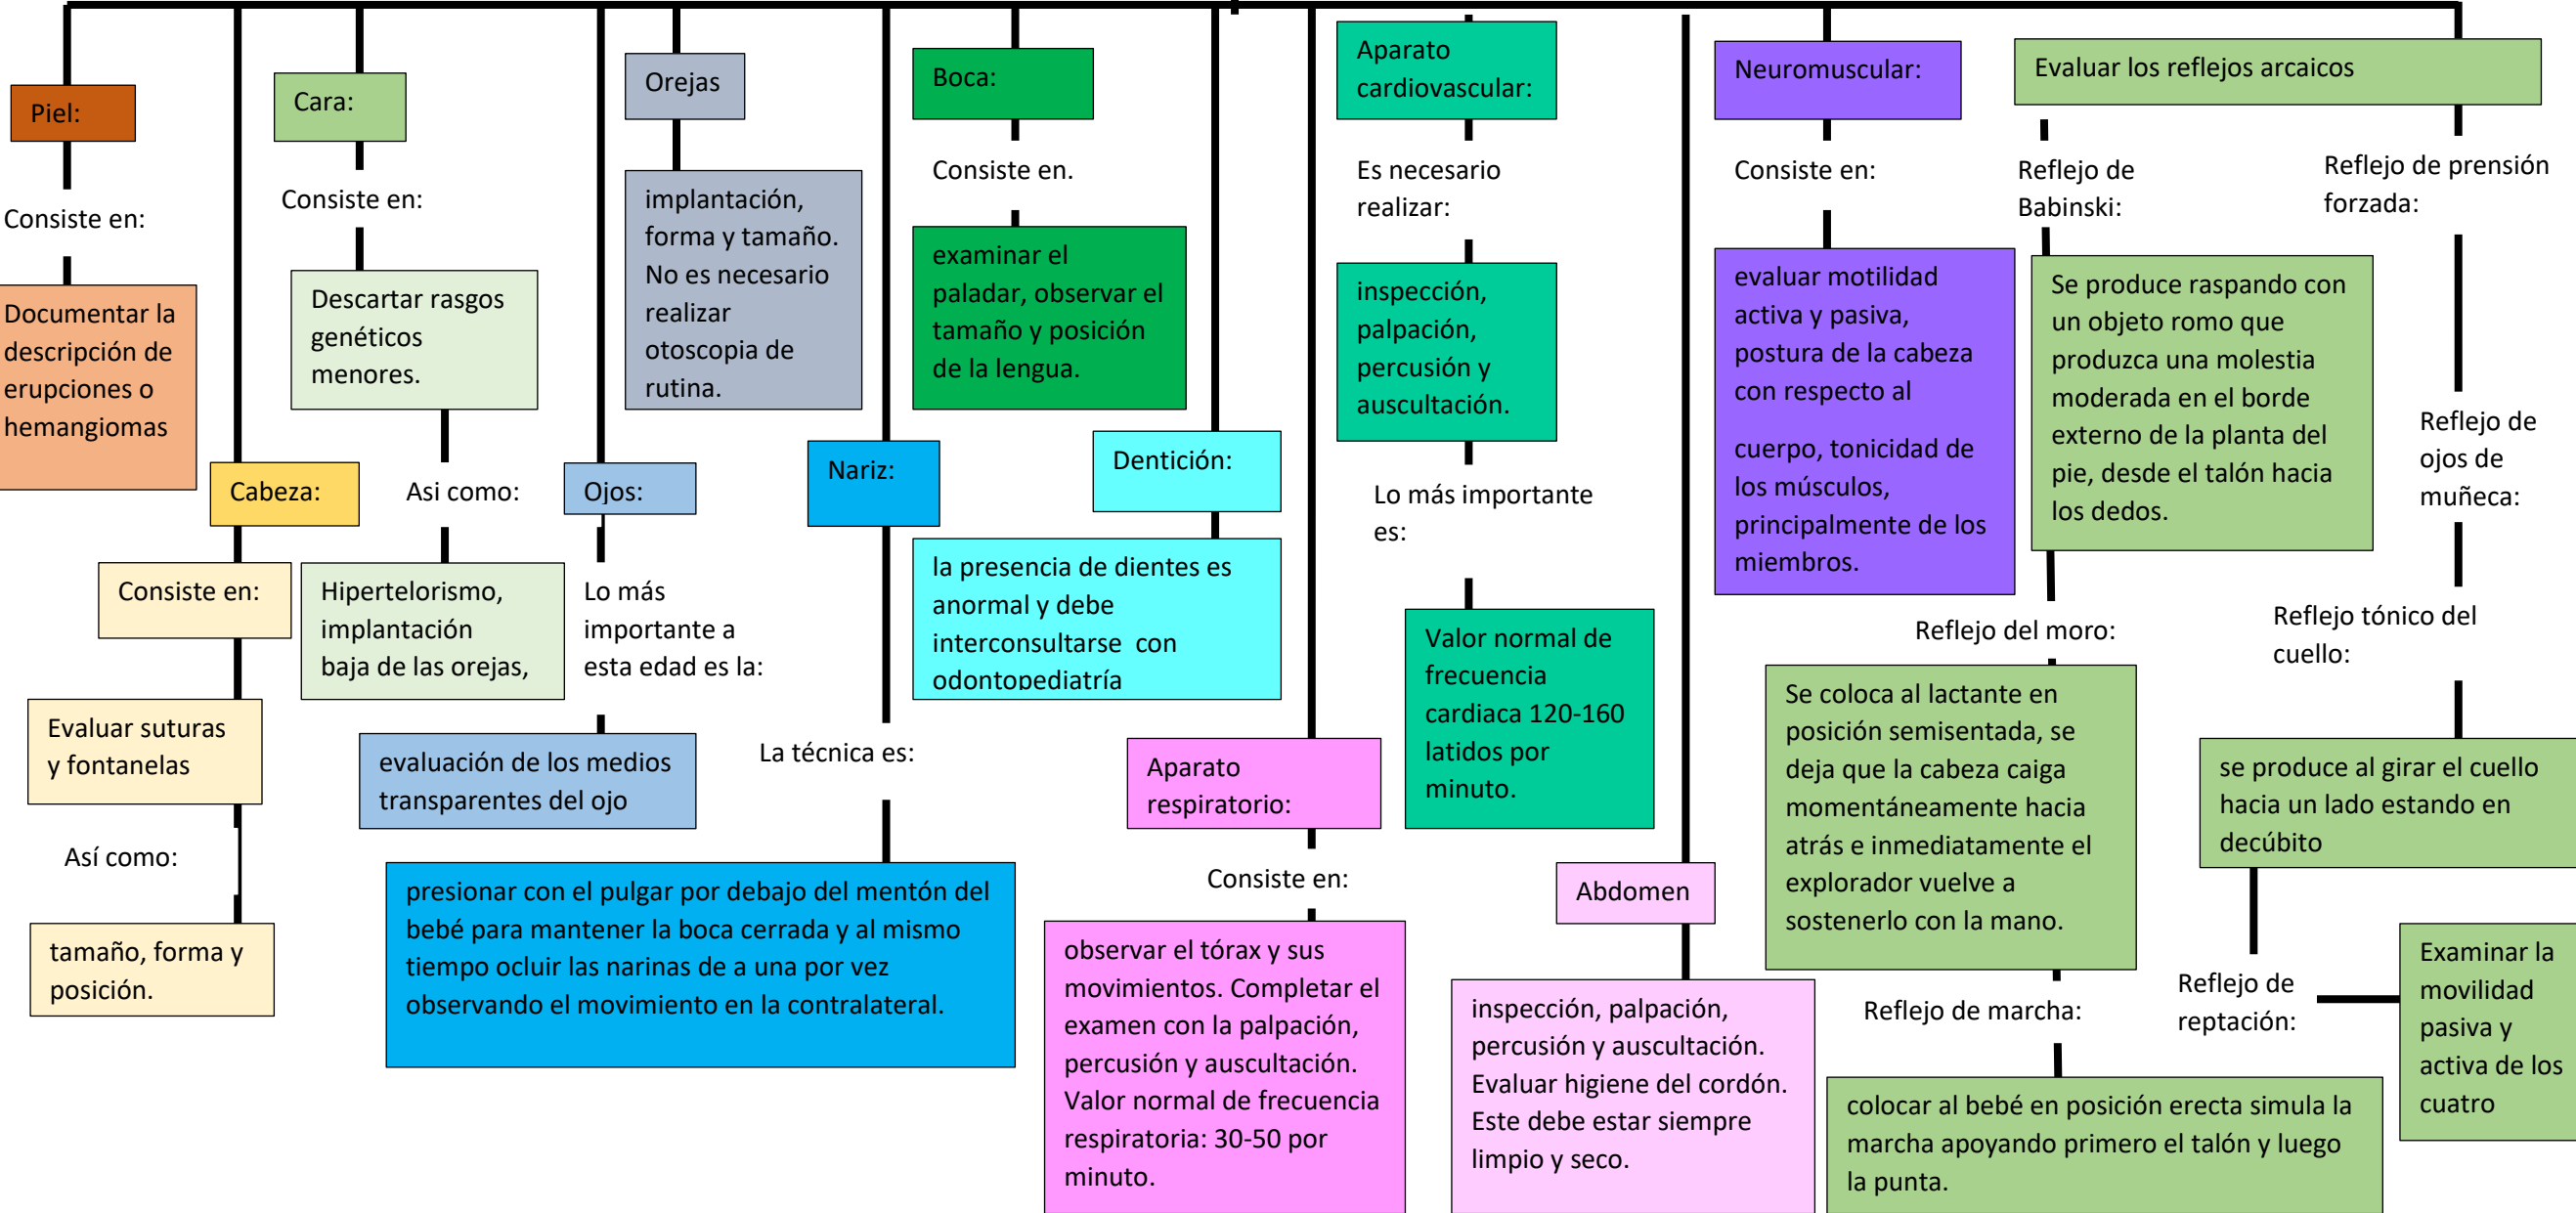 Piel:
Consiste en:
Documentar la
descripción de
erupciones o
hemangiomas
Cabeza:
Consiste en:
Evaluar suturas
y fontanelas
Así como:
tamaño, forma y
posición.
Cara:
Consiste en:
Descartar rasgos
genéticos
menores.
Asi como:
Hipertelorismo,
implantación
baja de las orejas,
Ojos:
Lo más
importante a
esta edad es la:
evaluación de los medios
transparentes del ojo
Orejas
implantación,
forma y tamaño.
No es necesario
realizar
otoscopia de
rutina.
Nariz:
La técnica es:
presionar con el pulgar por debajo del mentón del
bebé para mantener la boca cerrada y al mismo
tiempo ocluir las narinas de a una por vez
observando el movimiento en la contralateral.
Boca:
Consiste en.
examinar el
paladar, observar el
tamaño y posición
de la lengua.
Dentición:
la presencia de dientes es
anormal y debe
interconsultarse con
odontopediatría
Aparato
respiratorio:
Consiste en:
observar el tórax y sus
movimientos. Completar el
examen con la palpación,
percusión y auscultación.
Valor normal de frecuencia
respiratoria: 30-50 por
minuto.
Aparato
cardiovascular:
Es necesario
realizar:
inspección,
palpación,
percusión y
auscultación.
Lo más importante
es:
Valor normal de
frecuencia
cardiaca 120-160
latidos por
minuto.
Abdomen
inspección, palpación,
percusión y auscultación.
Evaluar higiene del cordón.
Este debe estar siempre
limpio y seco.
Neuromuscular:
Consiste en:
evaluar motilidad
activa y pasiva,
postura de la cabeza
con respecto al
cuerpo, tonicidad de
los músculos,
principalmente de los
miembros.
Evaluar los reflejos arcaicos
Reflejo de
Babinski:
Se produce raspando con
un objeto romo que
produzca una molestia
moderada en el borde
externo de la planta del
pie, desde el talón hacia
los dedos.
Reflejo del moro:
Se coloca al lactante en
posición semisentada, se
deja que la cabeza caiga
momentáneamente hacia
atrás e inmediatamente el
explorador vuelve a
sostenerlo con la mano.
Reflejo de marcha:
colocar al bebé en posición erecta simula la
marcha apoyando primero el talón y luego
la punta.
Reflejo de prensión
forzada:
Reflejo de
ojos de
muñeca:
Reflejo tónico del
cuello:
se produce al girar el cuello
hacia un lado estando en
decúbito
Reflejo de
reptación:
Examinar la
movilidad
pasiva y
activa de los
cuatro